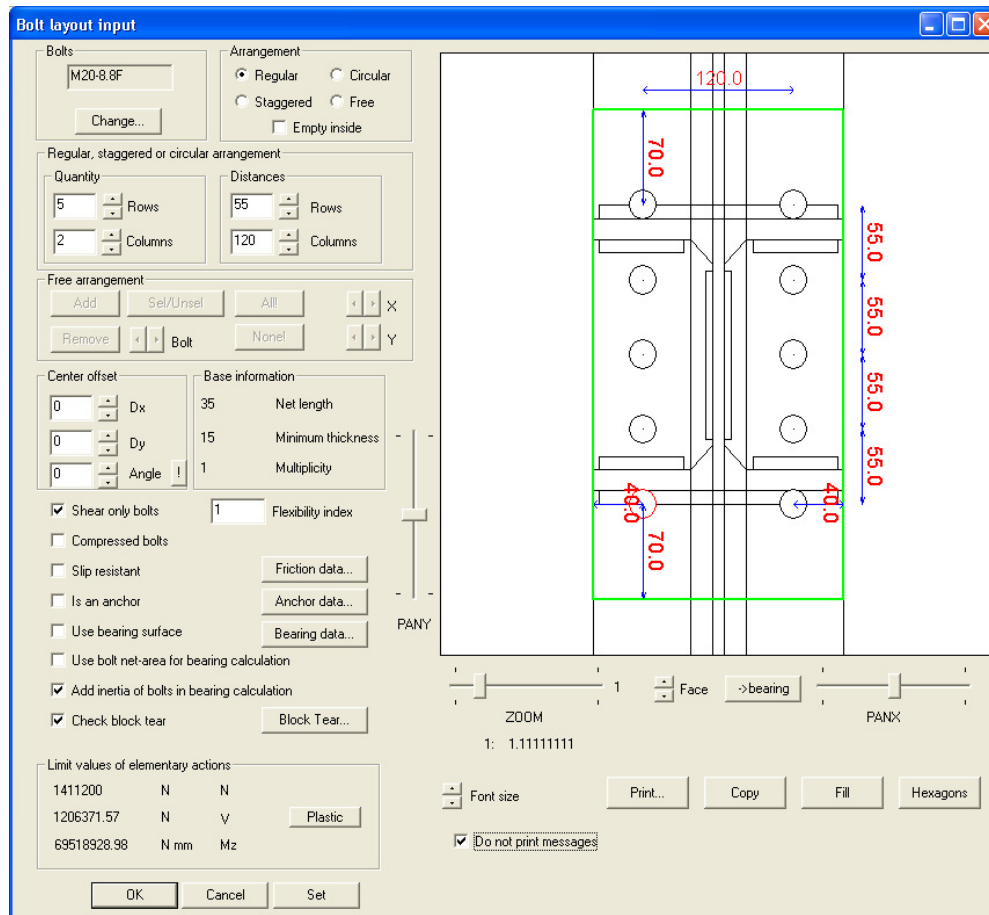 Bolt layout input
Bolts
M20-8.8F
Change...
Arrangement
Regular
Circular
Staggered
Free
Empty inside
Regular, staggered or circular arrangement
Quantity
5
Rows
2
Columns
Distances
55
Rows
120
Columns
Free arrangement
Add
Sel/Unsel
All!
X
Remove
Bolt
None!
Y
Center offset
0
Dx
0
Dy
0
Angle
!
Base information
35
Net length
15
Minimum thickness
1
Multiplicity
Shear only bolts
1
Flexibility index
Compressed bolts
Slip resistant
Friction data...
Is an anchor
Anchor data...
Use bearing surface
Bearing data...
Use bolt net-area for bearing calculation
Add inertia of bolts in bearing calculation
Check block tear
Block Tear...
Limit values of elementary actions
1411200
N
N
1206371.57
N
V
Plastic
69518928.98
N mm
Mz
OK
Cancel
Set
PANY
120.0
70.0
55.0
55.0
55.0
55.0
40.0
40.0
70.0
1
Face
->bearing
ZOOM
PANX
1: 1.11111111
Font size
Print...
Copy
Fill
Hexagons
Do not print messages